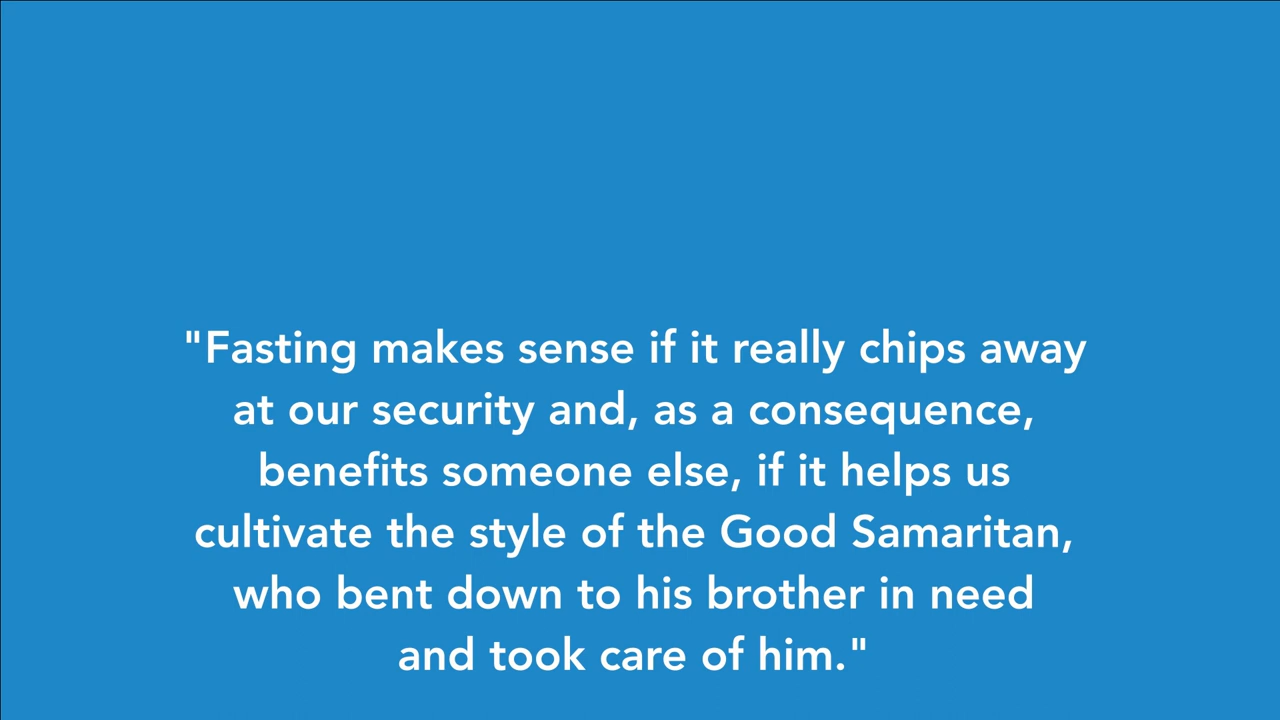 "Fasting makes sense if it really chips away
at our security and, as a consequence,
benefits someone else, if it helps us
cultivate the style of the Good Samaritan,
who bent down to his brother in need
and took care of him."